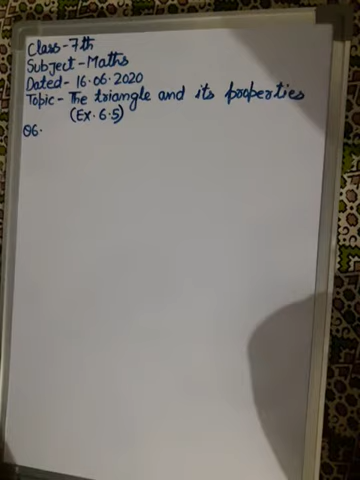 Class-7th
Subject-Maths
Dated-16.06.2020
Topic-The triangle and its properties
(Ex.6.5)
Q6.